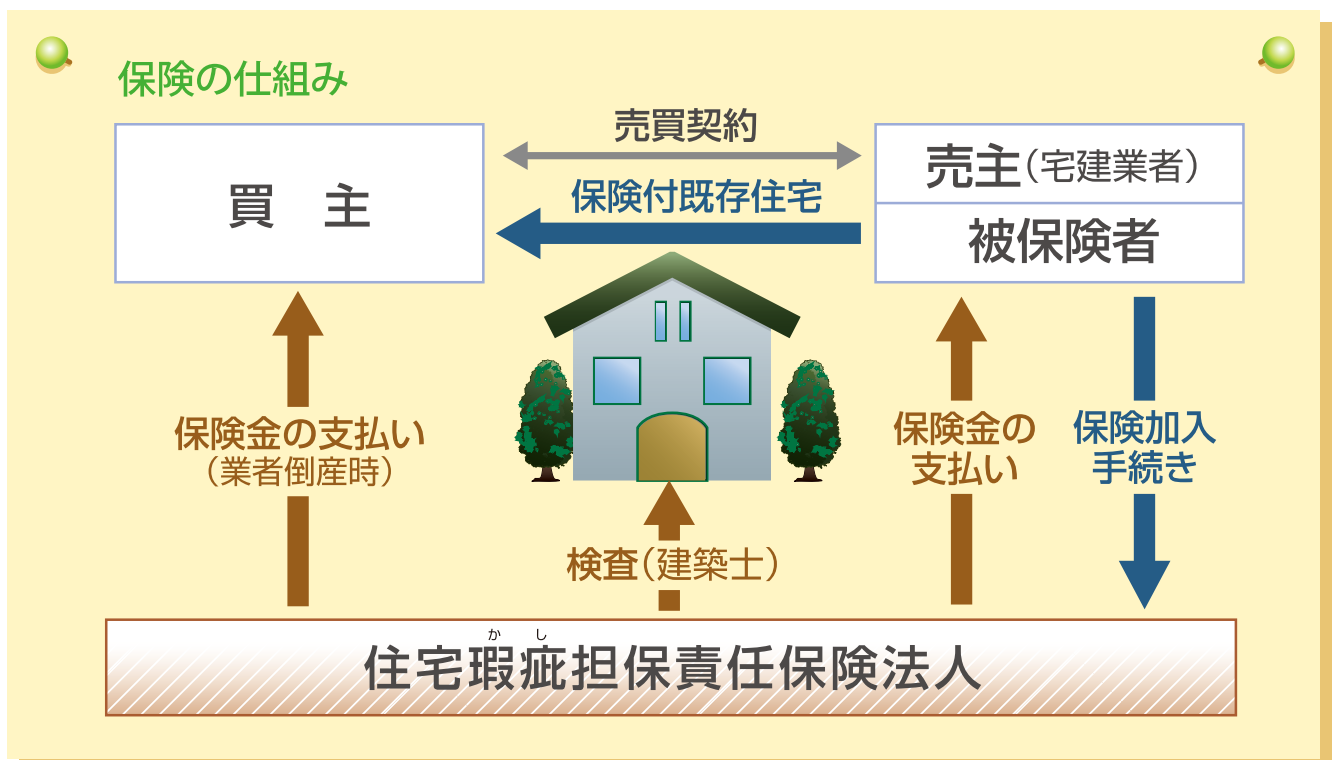 保険の仕組み
売買契約
買　主
売主（宅建業者）
保険付既存住宅
被保険者
保険金の支払い
（業者倒産時）
保険金の
支払い
保険加入
手続き
検査（建築士）
か　し
住宅瑕疵担保責任保険法人